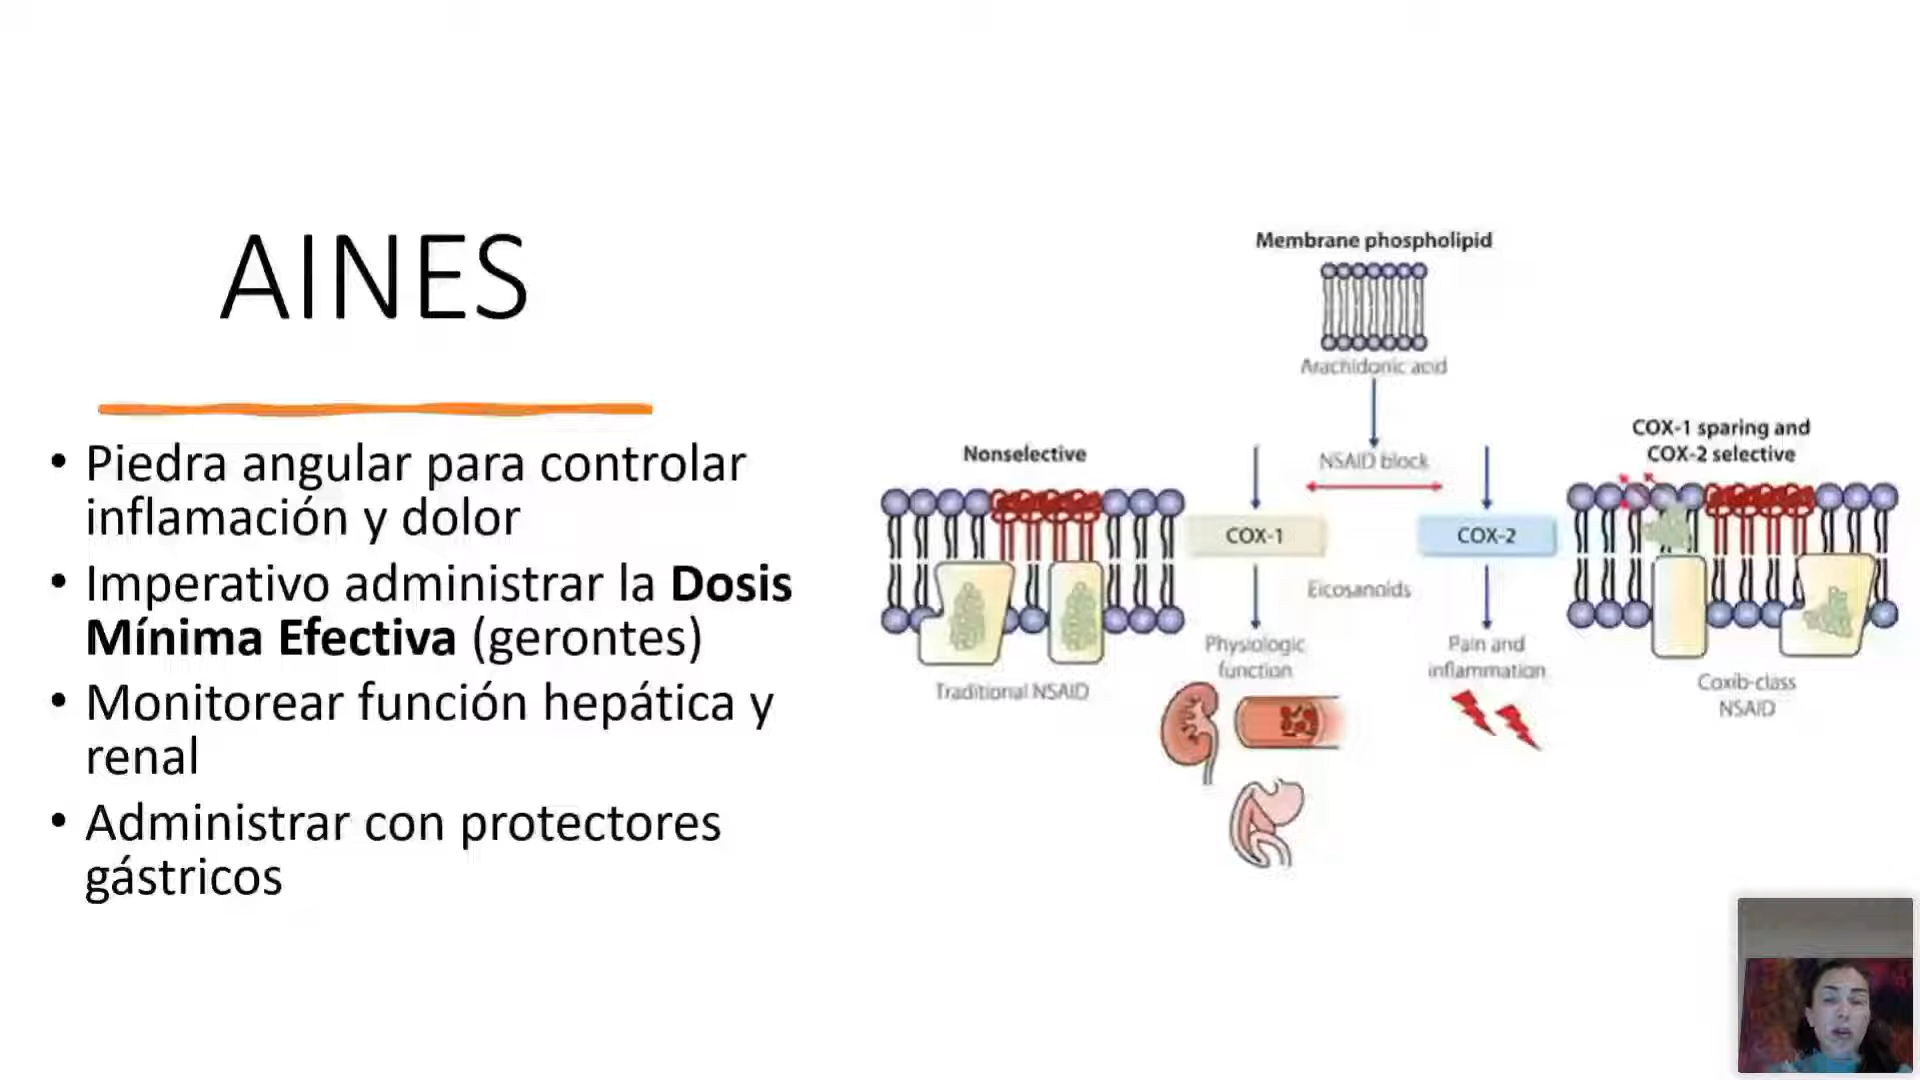 AINES
• Piedra angular para controlar
inflamación y dolor
• Imperativo administrar la Dosis
Mínima Efectiva (gerontes)
• Monitorear función hepática y
renal
• Administrar con protectores
gástricos
Membrane phospholipid
Arachidonic acid
Nonselective
NSAID block
COX-1 sparing and
COX-2 selective
COX-1
COX-2
Eicosanoids
Physiologic
function
Pain and
inflammation
Traditional NSAID
Coxib-class
NSAID